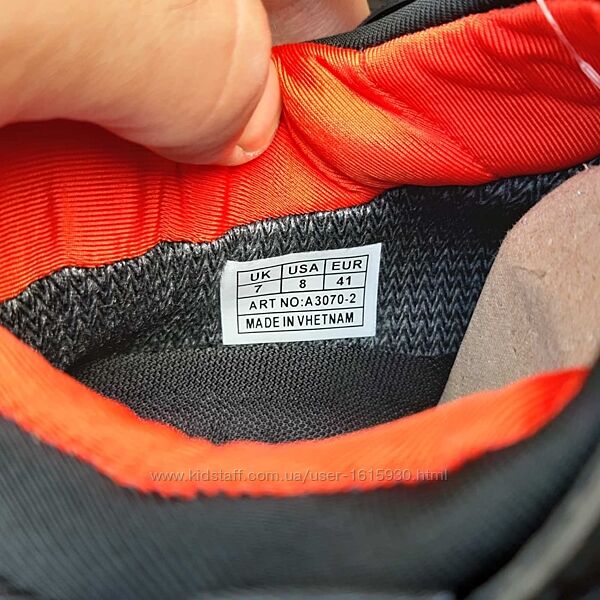 UK USA EUR
7 8 41
ART NO:A3070-2
MADE IN VHETNAM
www.kidstaff.com.ua/user-1615930.html